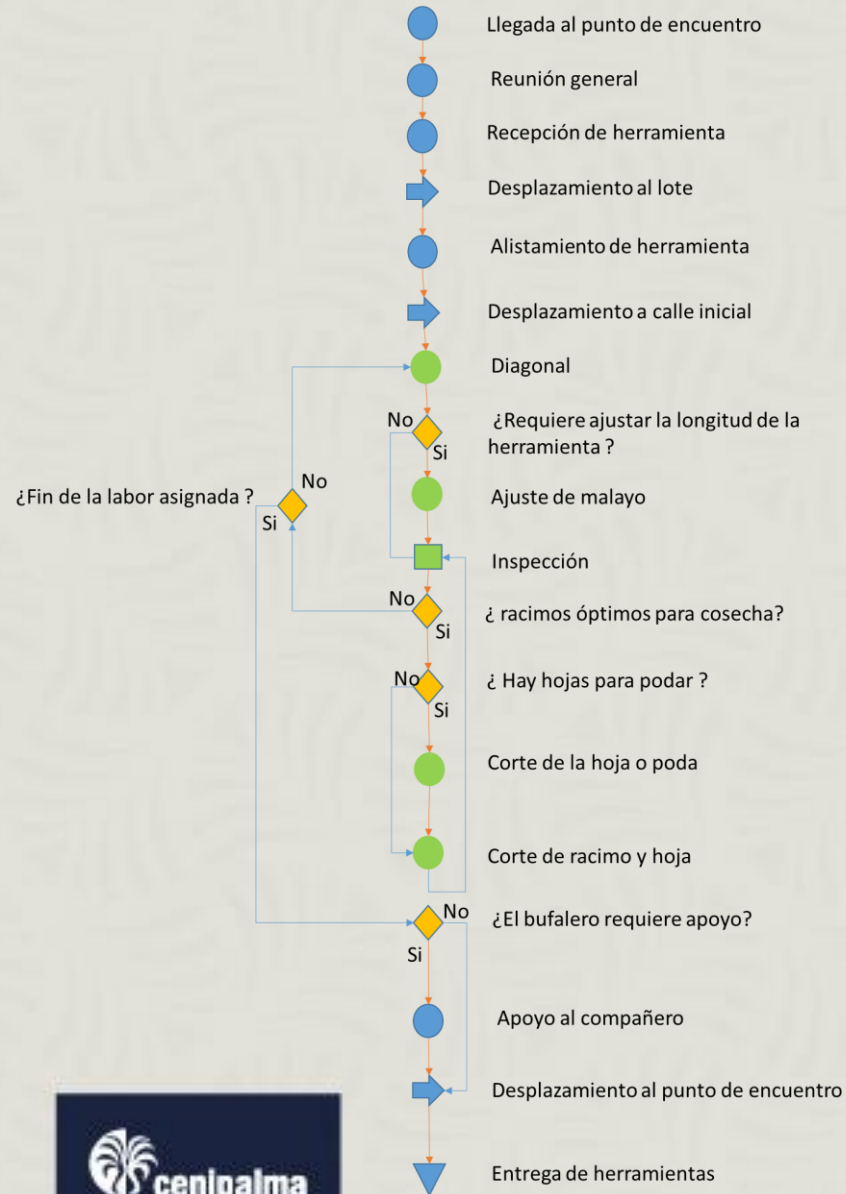 Llegada al punto de encuentro
Reunión general
Recepción de herramienta
Desplazamiento al lote
Alistamiento de herramienta
Desplazamiento a calle inicial
Diagonal
No
¿Requiere ajustar la longitud de la
herramienta ?
Si
¿Fin de la labor asignada ?
No
Si
Ajuste de malayo
Inspección
No
¿ racimos óptimos para cosecha?
Si
No
¿ Hay hojas para podar ?
Si
Corte de la hoja o poda
Corte de racimo y hoja
No
¿El bufalero requiere apoyo?
Si
Apoyo al compañero
Desplazamiento al punto de encuentro
Entrega de herramientas
cenipalma